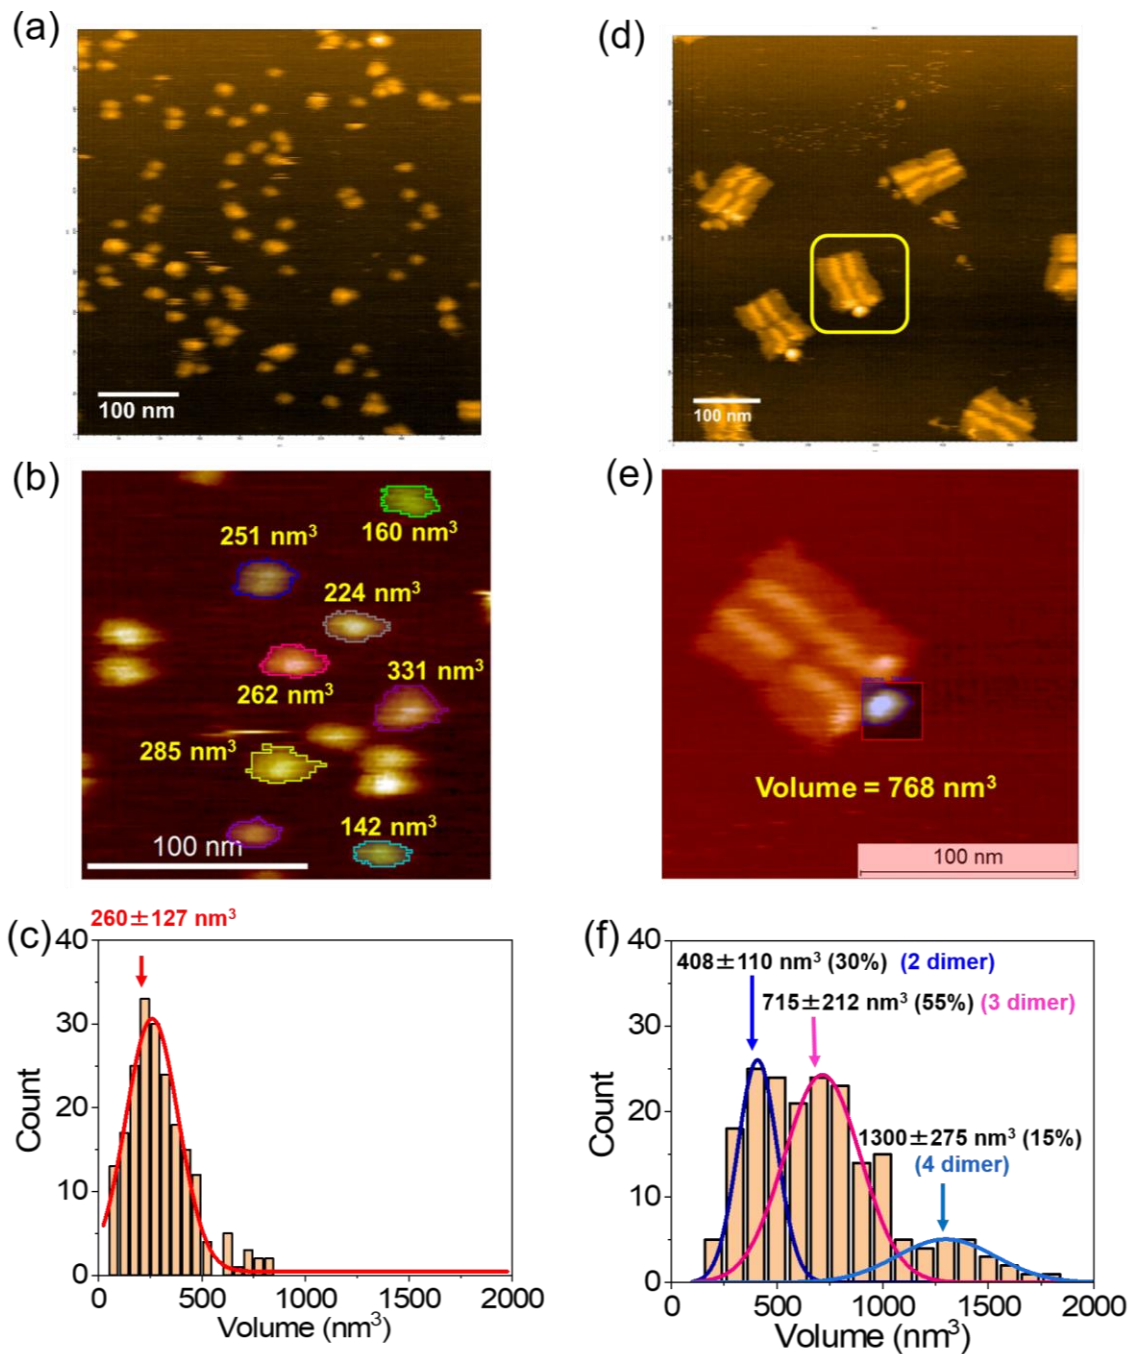 (a)
100 nm
(b)
251 nm³
160 nm³
224 nm³
262 nm³
331 nm³
285 nm³
142 nm³
100 nm
(c)
260±127 nm³
40
30
20
10
0
Count
0 500 1000 1500 2000
Volume (nm³)
(d)
100 nm
(e)
Volume = 768 nm³
100 nm
(f)
408±110 nm³ (30%) (2 dimer)
715±212 nm³ (55%) (3 dimer)
1300±275 nm³ (15%)
(4 dimer)
40
30
20
10
0
Count
0 500 1000 1500 2000
Volume (nm³)